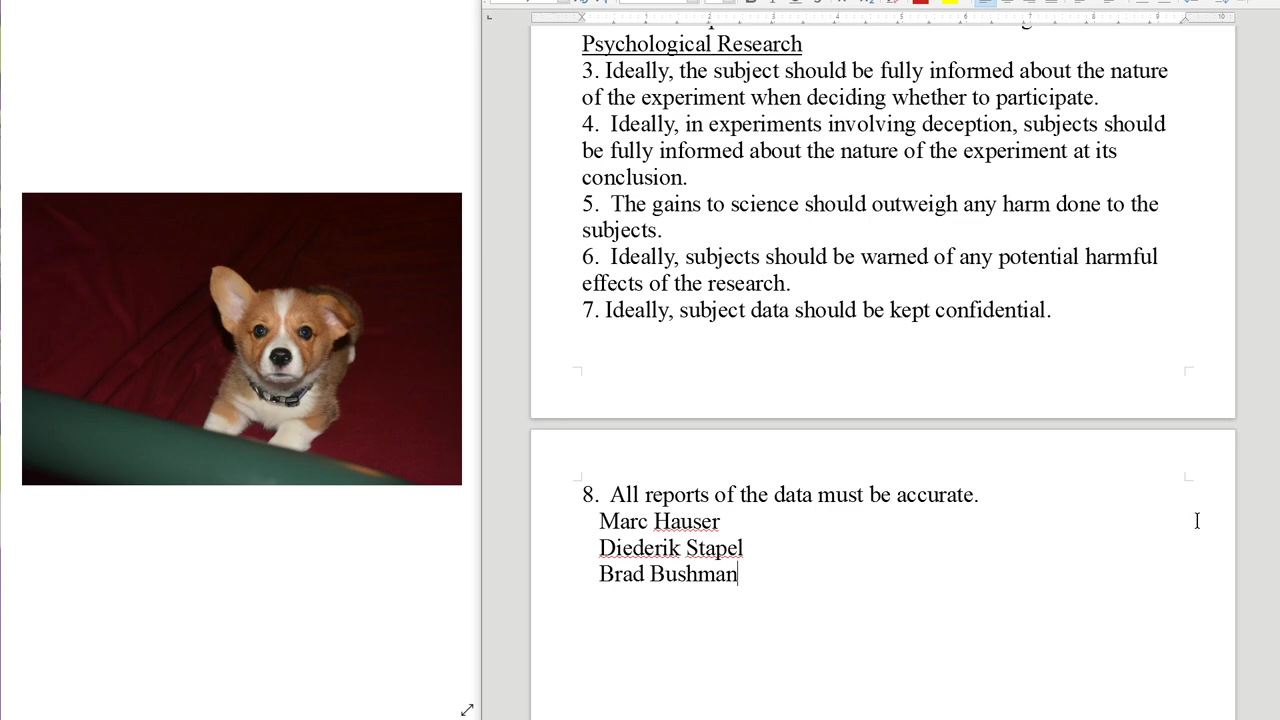 Psychological Research
3. Ideally, the subject should be fully informed about the nature
of the experiment when deciding whether to participate.
4.  Ideally, in experiments involving deception, subjects should
be fully informed about the nature of the experiment at its
conclusion.
5.  The gains to science should outweigh any harm done to the
subjects.
6.  Ideally, subjects should be warned of any potential harmful
effects of the research.
7. Ideally, subject data should be kept confidential.
8.  All reports of the data must be accurate.
Marc Hauser
Diederik Stapel
Brad Bushman